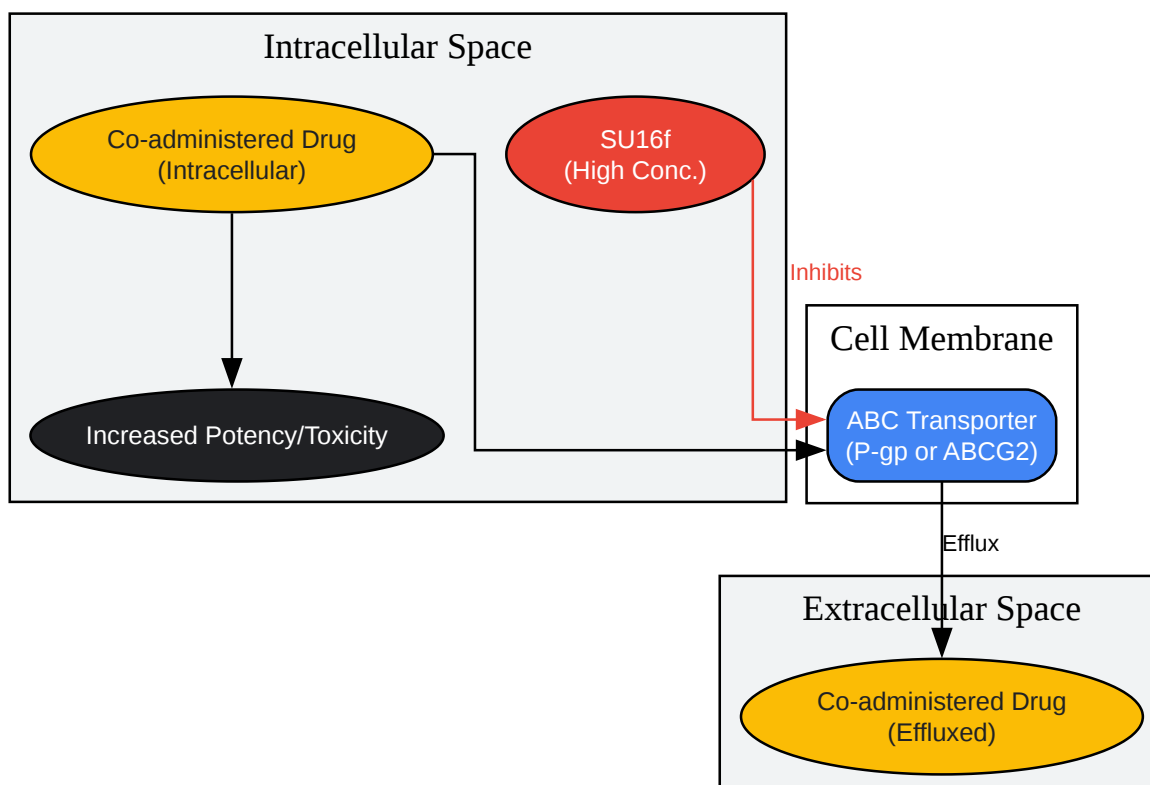 Intracellular Space
Co-administered Drug
(Intracellular)
SU16f
(High Conc.)
Inhibits
Increased Potency/Toxicity
Cell Membrane
ABC Transporter
(P-gp or ABCG2)
Efflux
Extracellular Space
Co-administered Drug
(Effluxed)